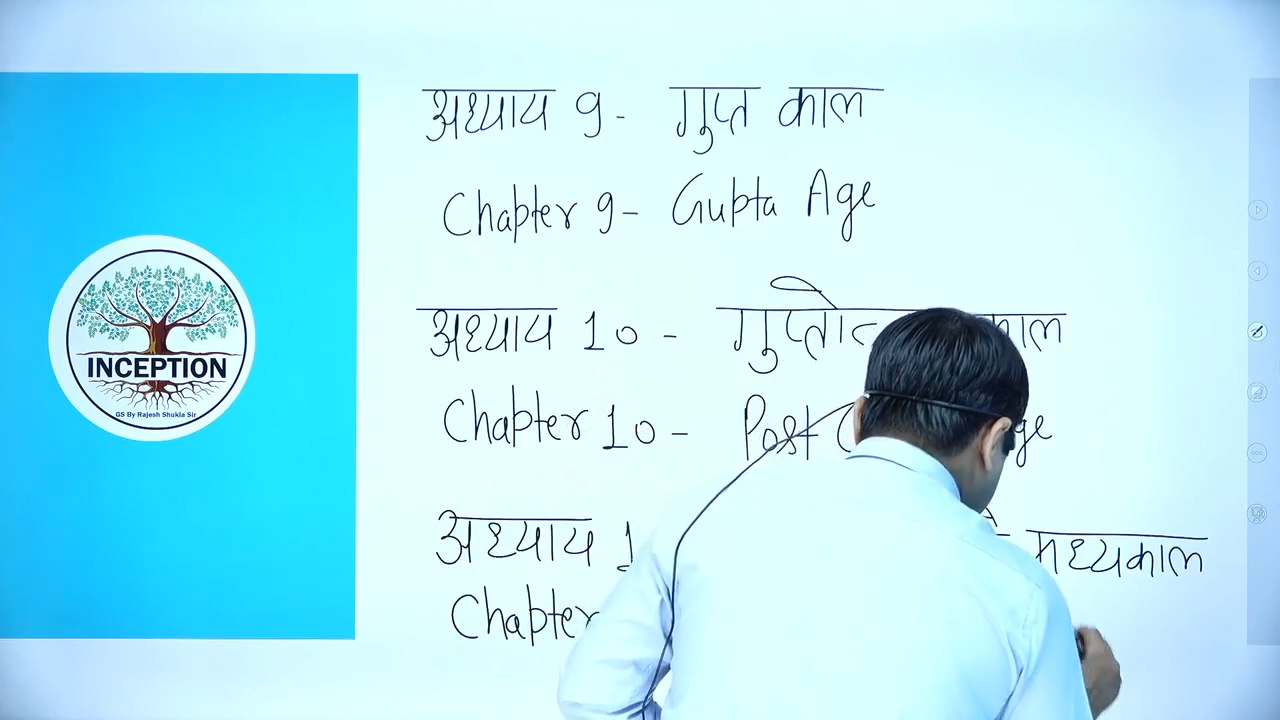 अध्याय 9 - गुप्त काल
Chapter 9 - Gupta Age
अध्याय 10 -
Chapter 10 - Post
अध्याय मध्यकाल
Chapter
INCEPTION
GS By Rajesh Shukla Sir